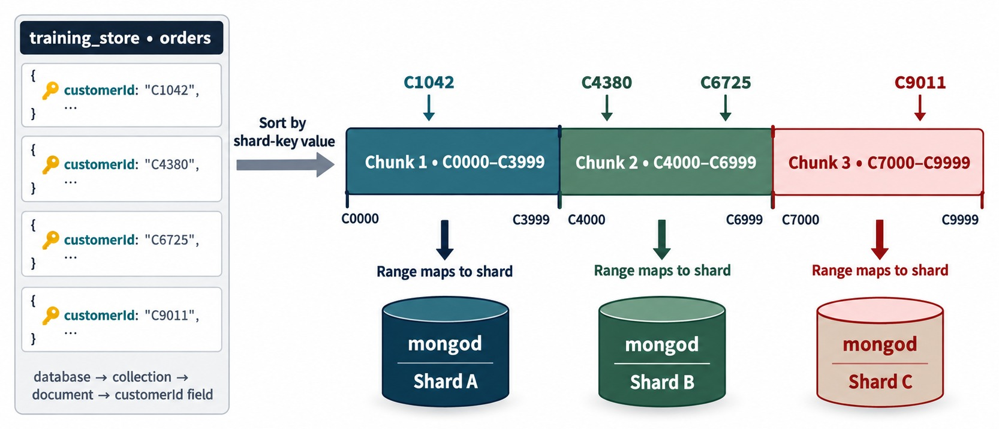 training_store • orders
{
customerId: "C1042",
...
}
{
customerId: "C4380",
...
}
{
customerId: "C6725",
...
}
{
customerId: "C9011",
...
}
database → collection →
document → customerId field
Sort by
shard-key value
C1042
C4380
C6725
C9011
Chunk 1 • C0000–C3999
Chunk 2 • C4000–C6999
Chunk 3 • C7000–C9999
C0000
C3999
C4000
C6999
C7000
C9999
Range maps to shard
Range maps to shard
Range maps to shard
mongod
Shard A
mongod
Shard B
mongod
Shard C